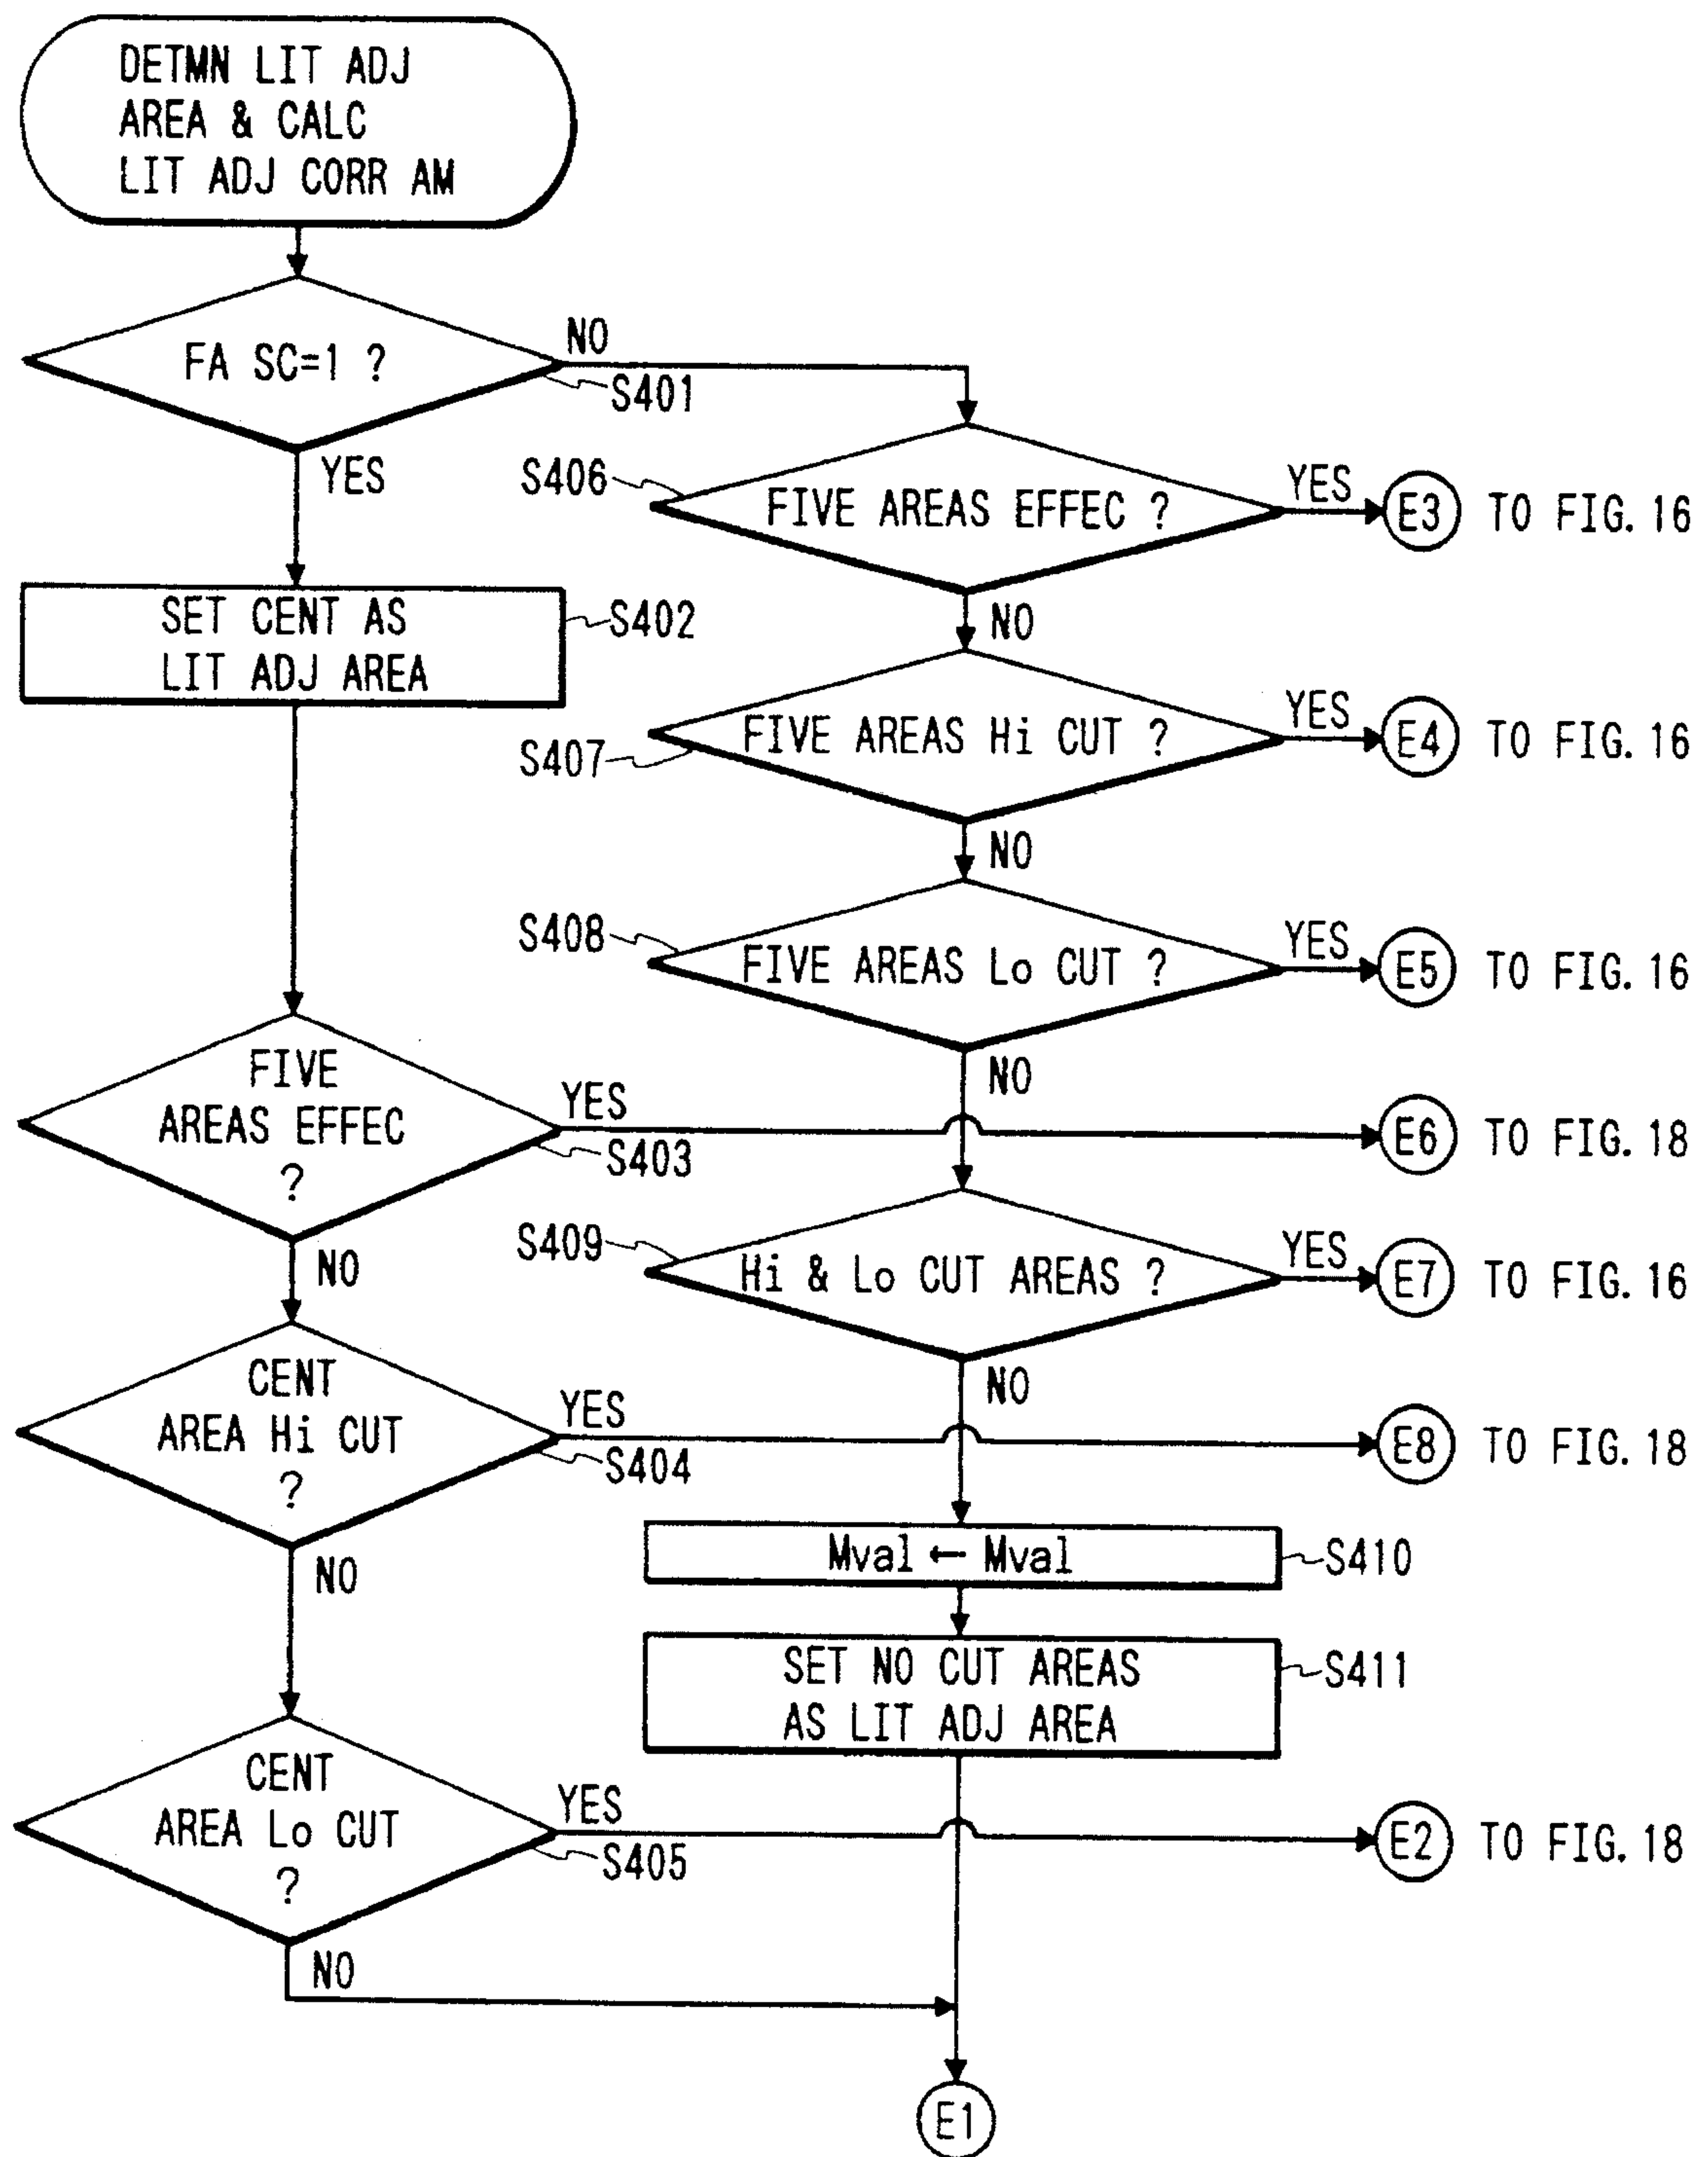 DETMN LIT ADJ
AREA & CALC
LIT ADJ CORR AM
FA SC=1 ?
NO
S401
YES
SET CENT AS
LIT ADJ AREA
S402
FIVE
AREAS EFFEC
?
YES
S403
E6 TO FIG. 18
NO
CENT
AREA Hi CUT
?
YES
S404
E8 TO FIG. 18
NO
CENT
AREA Lo CUT
?
YES
S405
E2 TO FIG. 18
NO
S406
FIVE AREAS EFFEC ?
YES
E3 TO FIG. 16
NO
S407
FIVE AREAS Hi CUT ?
YES
E4 TO FIG. 16
NO
S408
FIVE AREAS Lo CUT ?
YES
E5 TO FIG. 16
NO
S409
Hi & Lo CUT AREAS ?
YES
E7 TO FIG. 16
NO
Mval ← Mval
S410
SET NO CUT AREAS
AS LIT ADJ AREA
S411
E1